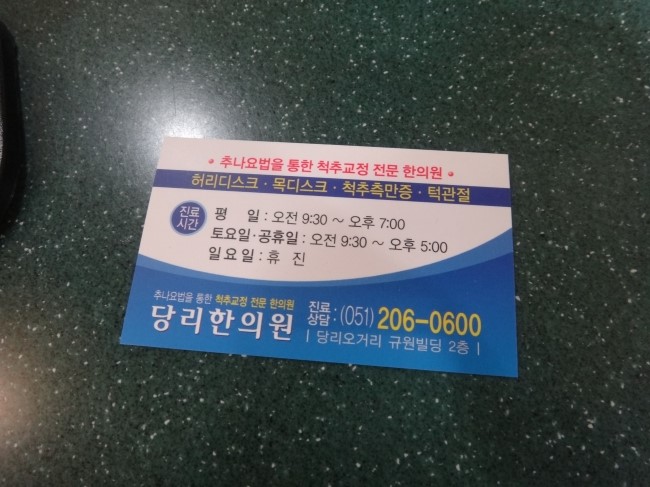 • 추나요법을 통한 척추교정 전문 한의원 •
허리디스크 · 목디스크 · 척추측만증 · 턱관절
진료시간
평 일 : 오전 9:30 ~ 오후 7:00
토요일·공휴일 : 오전 9:30 ~ 오후 5:00
일요일 : 휴 진
추나요법을 통한 척추교정 전문 한의원
당리한의원
진료상담 : (051) 206-0600
| 당리오거리 규원빌딩 2층 |